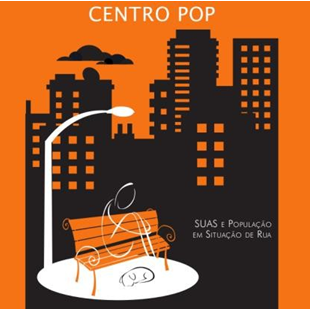 CENTRO POP
SUAS E POPULAÇÃO
EM SITUAÇÃO DE RUA